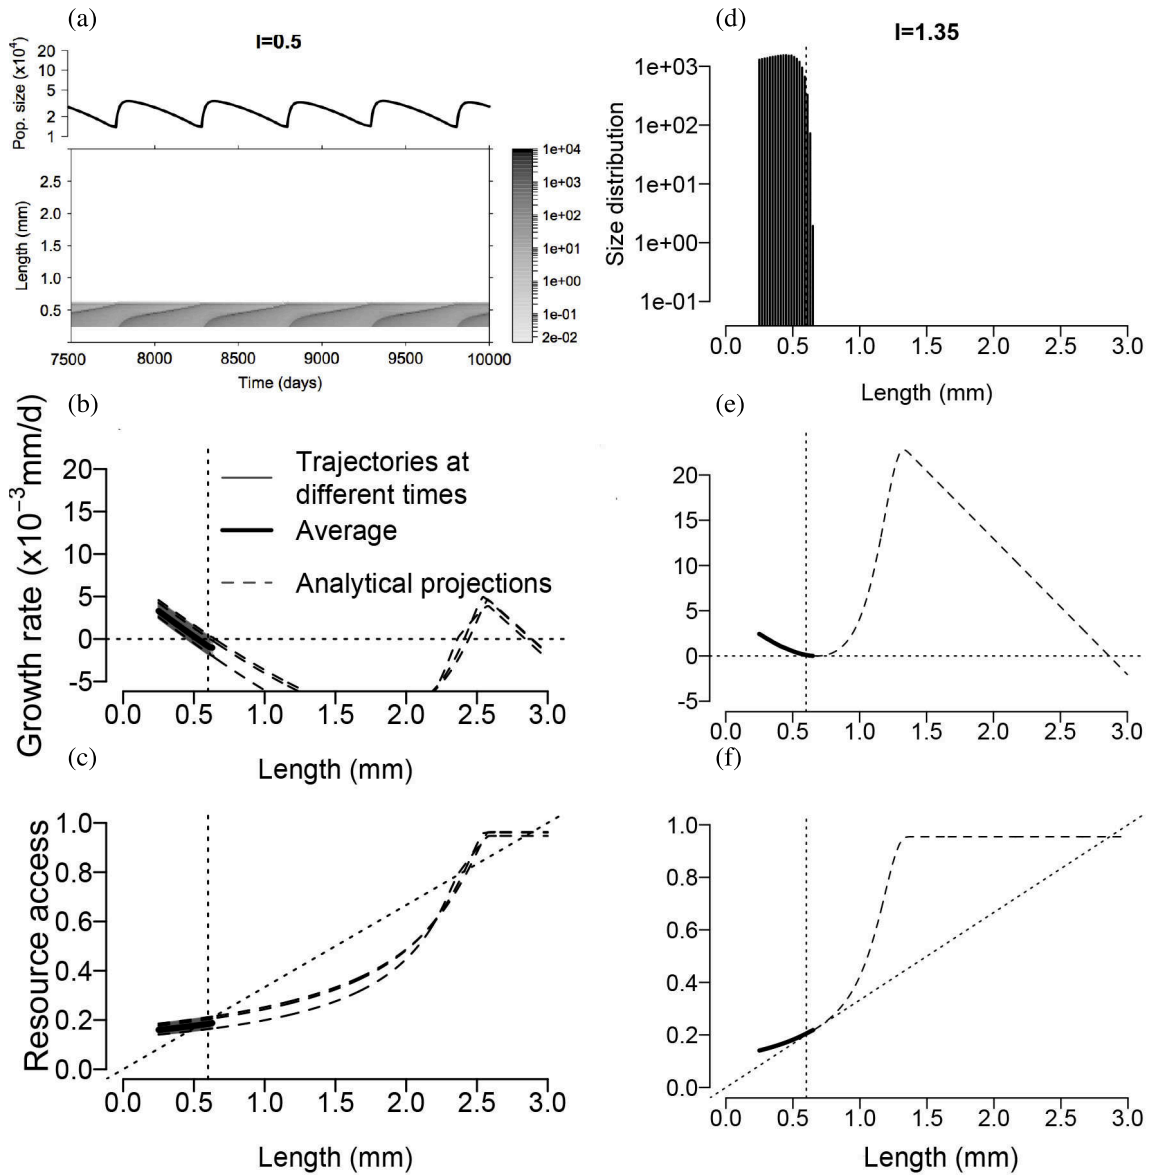 (a)
I=0.5
Pop. size (x10⁴)
20
10
5
2
1
Length (mm)
2.5
2.0
1.5
1.0
0.5
1e+04
1e+03
1e+02
1e+01
1e+00
1e-01
2e-02
7500 8000 8500 9000 9500 10000
Time (days)
(d)
I=1.35
Size distribution
1e+03
1e+02
1e+01
1e+00
1e-01
0.0 0.5 1.0 1.5 2.0 2.5 3.0
Length (mm)
(b)
Growth rate (x10⁻³mm/d)
20
15
10
5
0
-5
Trajectories at
different times
Average
Analytical projections
0.0 0.5 1.0 1.5 2.0 2.5 3.0
Length (mm)
(e)
20
15
10
5
0
-5
0.0 0.5 1.0 1.5 2.0 2.5 3.0
(c)
Resource access
1.0
0.8
0.6
0.4
0.2
0.0
0.0 0.5 1.0 1.5 2.0 2.5 3.0
Length (mm)
(f)
1.0
0.8
0.6
0.4
0.2
0.0
0.0 0.5 1.0 1.5 2.0 2.5 3.0
Length (mm)